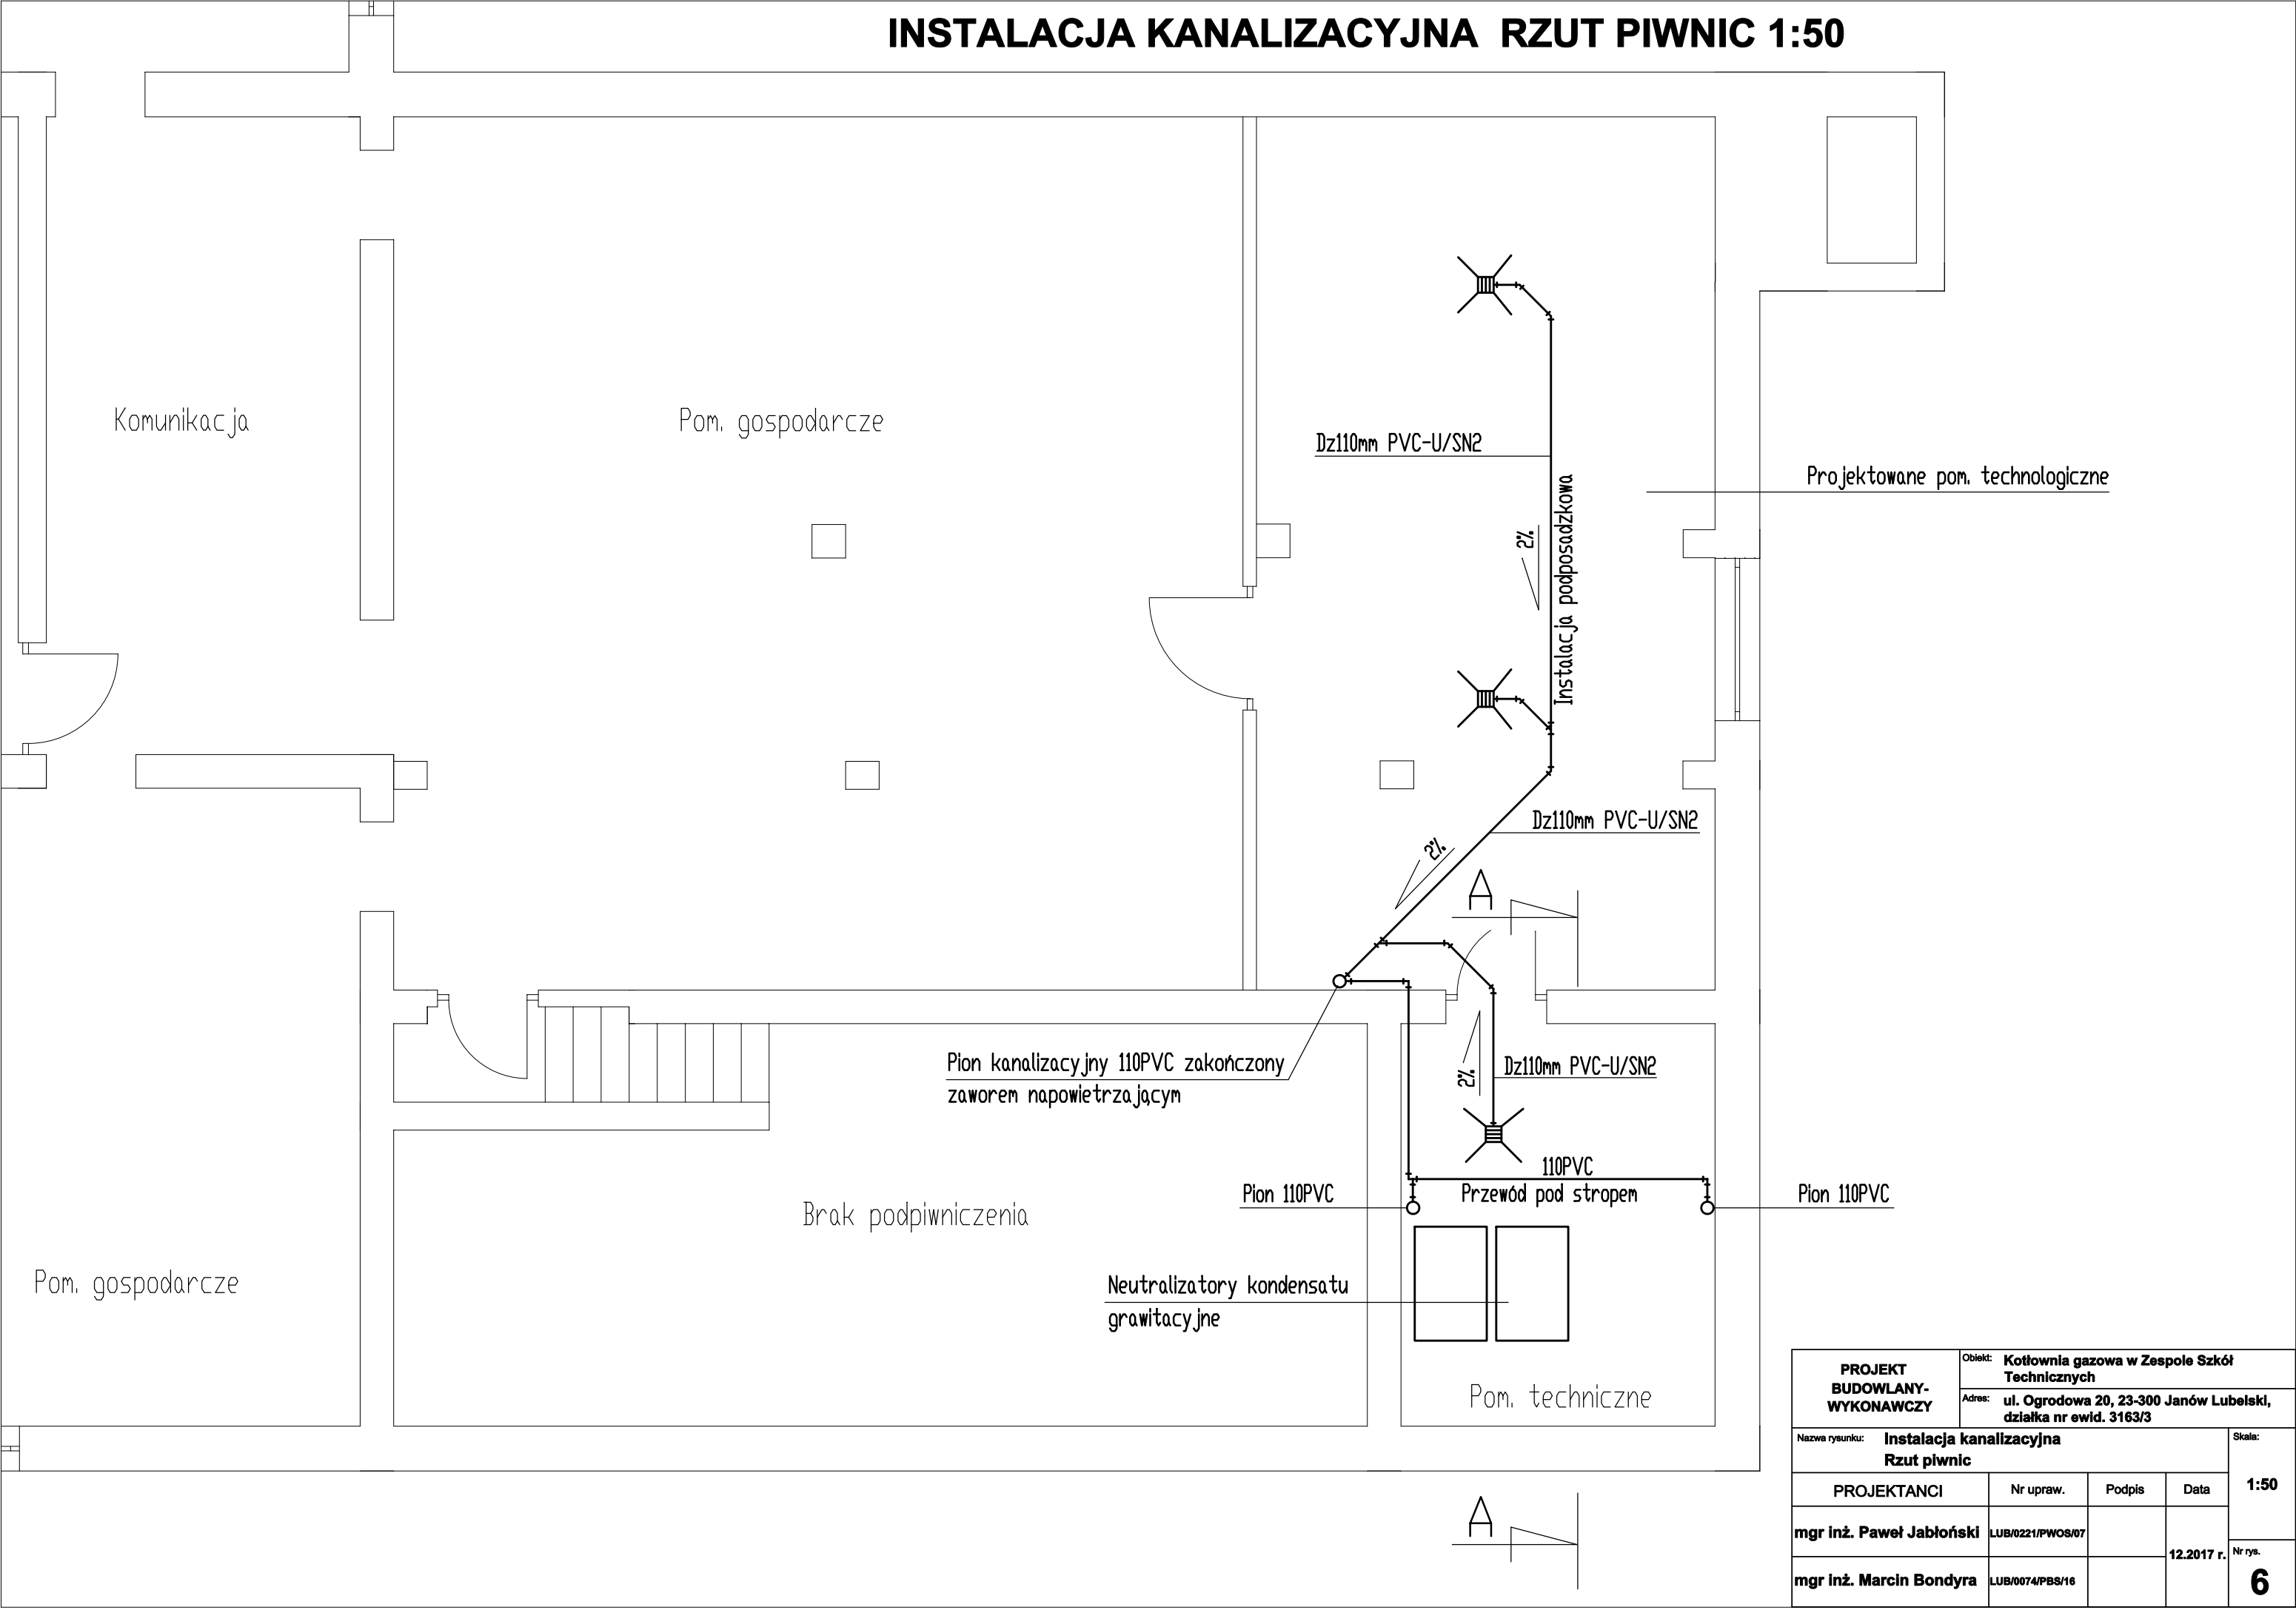 INSTALACJA KANALIZACYJNA RZUT PIWNIC 1:50
Komunikacja
Pom. gospodarcze
Dz110mm PVC-U/SN2
Projektowane pom. technologiczne
2%
Instalacja podposadzkowa
Dz110mm PVC-U/SN2
2%
A
Pion kanalizacyjny 110PVC zakończony
zaworem napowietrzającym
2%
Dz110mm PVC-U/SN2
110PVC
Przewód pod stropem
Pion 110PVC
Pion 110PVC
Brak podpiwniczenia
Pom. gospodarcze
Neutralizatory kondensatu
grawitacyjne
Pom. techniczne
A
PROJEKT
BUDOWLANY-
WYKONAWCZY
Obiekt: Kotłownia gazowa w Zespole Szkół
Technicznych
Adres: ul. Ogrodowa 20, 23-300 Janów Lubelski,
działka nr ewid. 3163/3
Nazwa rysunku: Instalacja kanalizacyjna
Rzut piwnic
Skala:
1:50
PROJEKTANCI Nr upraw. Podpis Data
mgr inż. Paweł Jabłoński LUB/0221/PWOS/07
12.2017 r.
mgr inż. Marcin Bondyra LUB/0074/PBS/16
Nr rys.
6